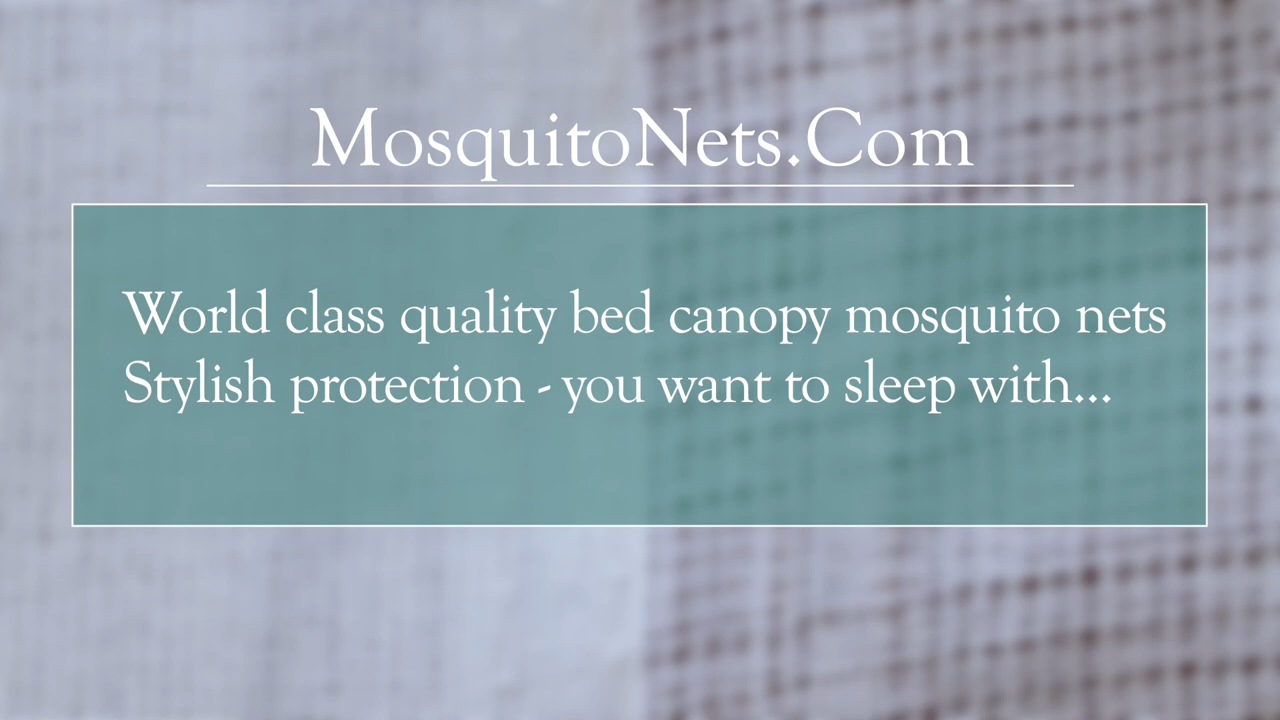 MosquitoNets.Com
World class quality bed canopy mosquito nets
Stylish protection - you want to sleep with...